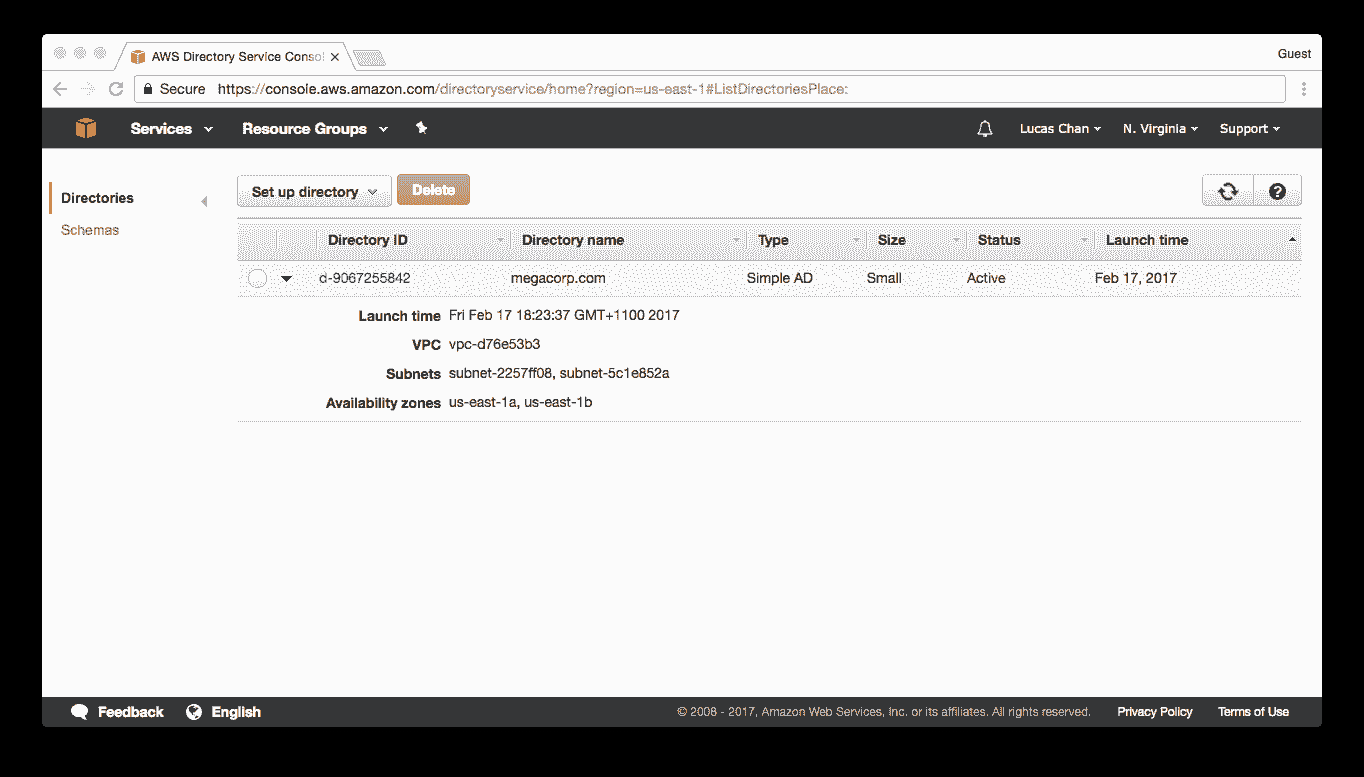 AWS Directory Service Consol
Guest
Secure https://console.aws.amazon.com/directoryservice/home?region=us-east-1#ListDirectoriesPlace:
Services Resource Groups Lucas Chan N. Virginia Support
Directories
Schemas
Set up directory Delete
Directory ID Directory name Type Size Status Launch time
d-9067255842 megacorp.com Simple AD Small Active Feb 17, 2017
Launch time Fri Feb 17 18:23:37 GMT+1100 2017
VPC vpc-d76e53b3
Subnets subnet-2257ff08, subnet-5c1e852a
Availability zones us-east-1a, us-east-1b
Feedback English © 2008 - 2017, Amazon Web Services, Inc. or its affiliates. All rights reserved. Privacy Policy Terms of Use